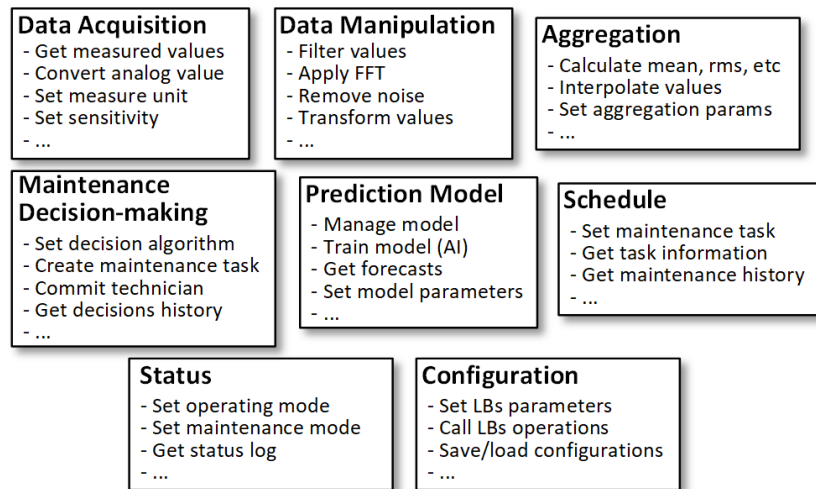 Data Acquisition
- Get measured values
- Convert analog value
- Set measure unit
- Set sensitivity
- ...
Data Manipulation
- Filter values
- Apply FFT
- Remove noise
- Transform values
- ...
Aggregation
- Calculate mean, rms, etc
- Interpolate values
- Set aggregation params
- ...
Maintenance
Decision-making
- Set decision algorithm
- Create maintenance task
- Commit technician
- Get decisions history
- ...
Prediction Model
- Manage model
- Train model (AI)
- Get forecasts
- Set model parameters
- ...
Schedule
- Set maintenance task
- Get task information
- Get maintenance history
- ...
Status
- Set operating mode
- Set maintenance mode
- Get status log
- ...
Configuration
- Set LBs parameters
- Call LBs operations
- Save/load configurations
- ...